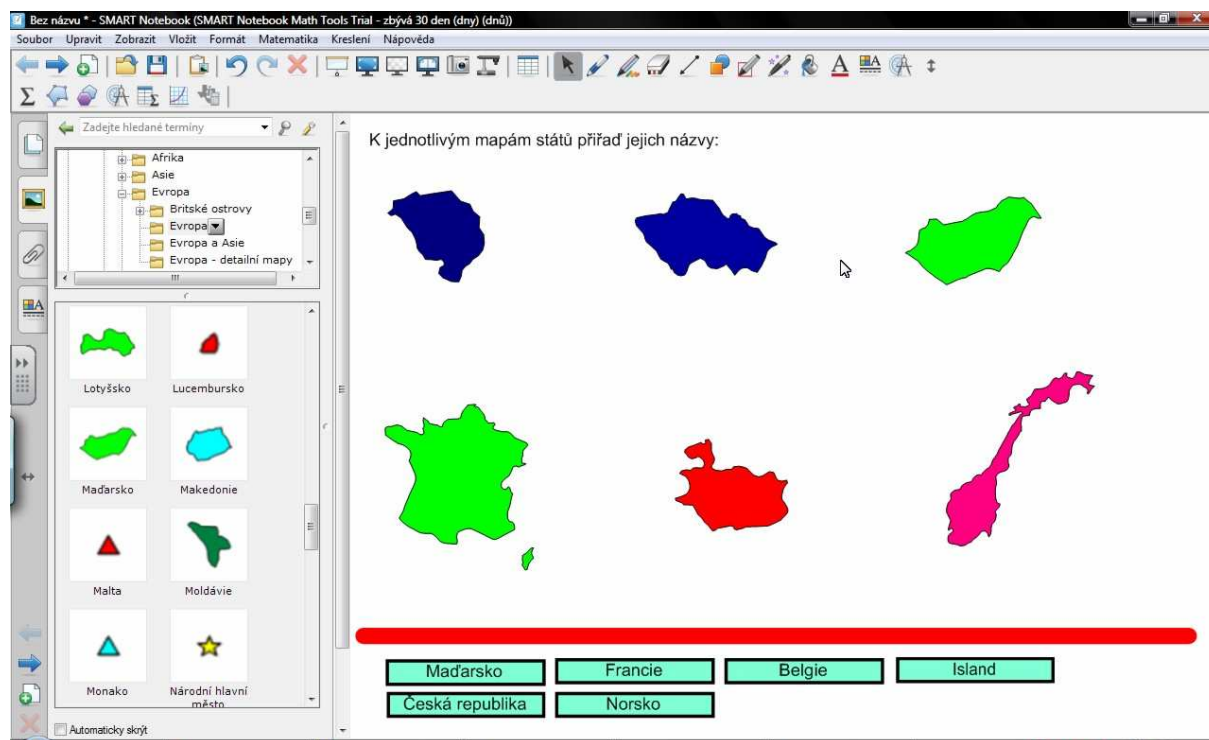 Bez názvu * - SMART Notebook (SMART Notebook Math Tools Trial - zbývá 30 den (dny) (dnů))
Soubor Upravit Zobrazit Vložit Formát Matematika Kreslení Nápověda
Zadejte hledané termíny
Afrika
Asie
Evropa
Britské ostrovy
Evropa
Evropa a Asie
Evropa - detailní mapy
K jednotlivým mapám států přiřaď jejich názvy:
Lotyšsko Lucembursko
Maďarsko Makedonie
Malta Moldávie
Monako Národní hlavní
město
Automaticky skrýt
Maďarsko Francie Belgie Island
Česká republika Norsko